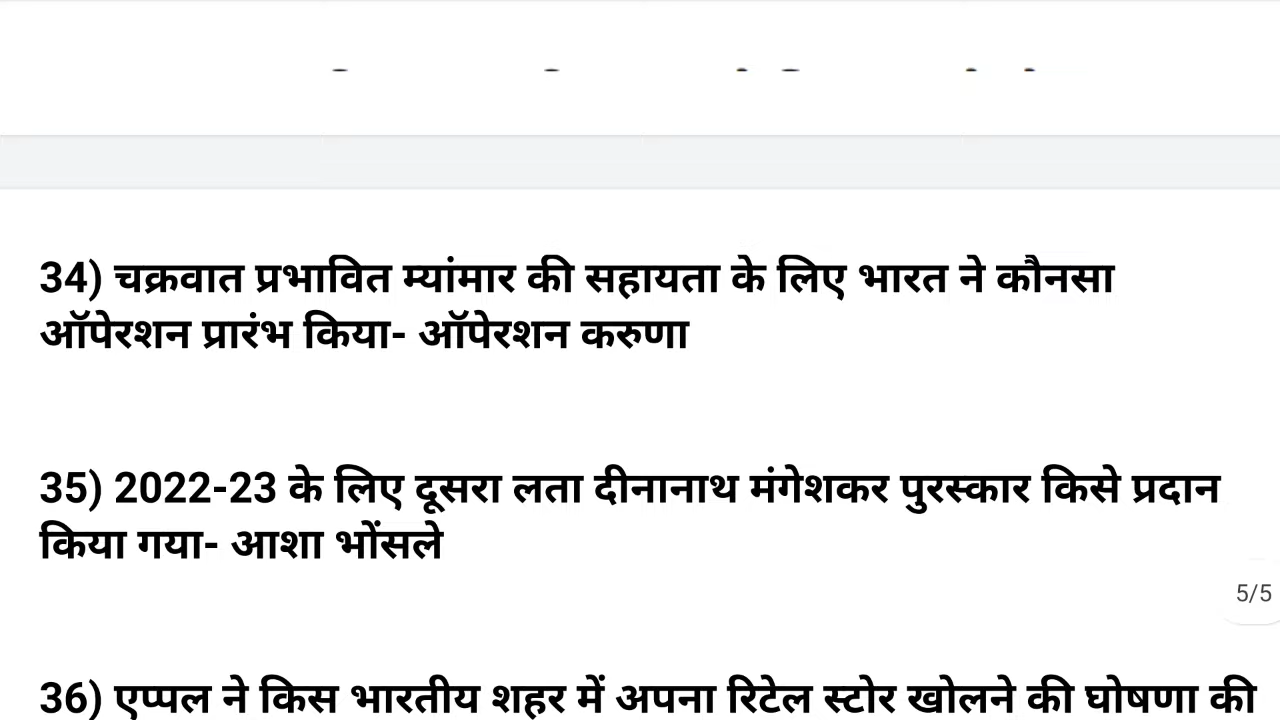 34) चक्रवात प्रभावित म्यांमार की सहायता के लिए भारत ने कौनसा
ऑपेरशन प्रारंभ किया- ऑपेरशन करुणा
35) 2022-23 के लिए दूसरा लता दीनानाथ मंगेशकर पुरस्कार किसे प्रदान
किया गया- आशा भोंसले
5/5
36) एप्पल ने किस भारतीय शहर में अपना रिटेल स्टोर खोलने की घोषणा की